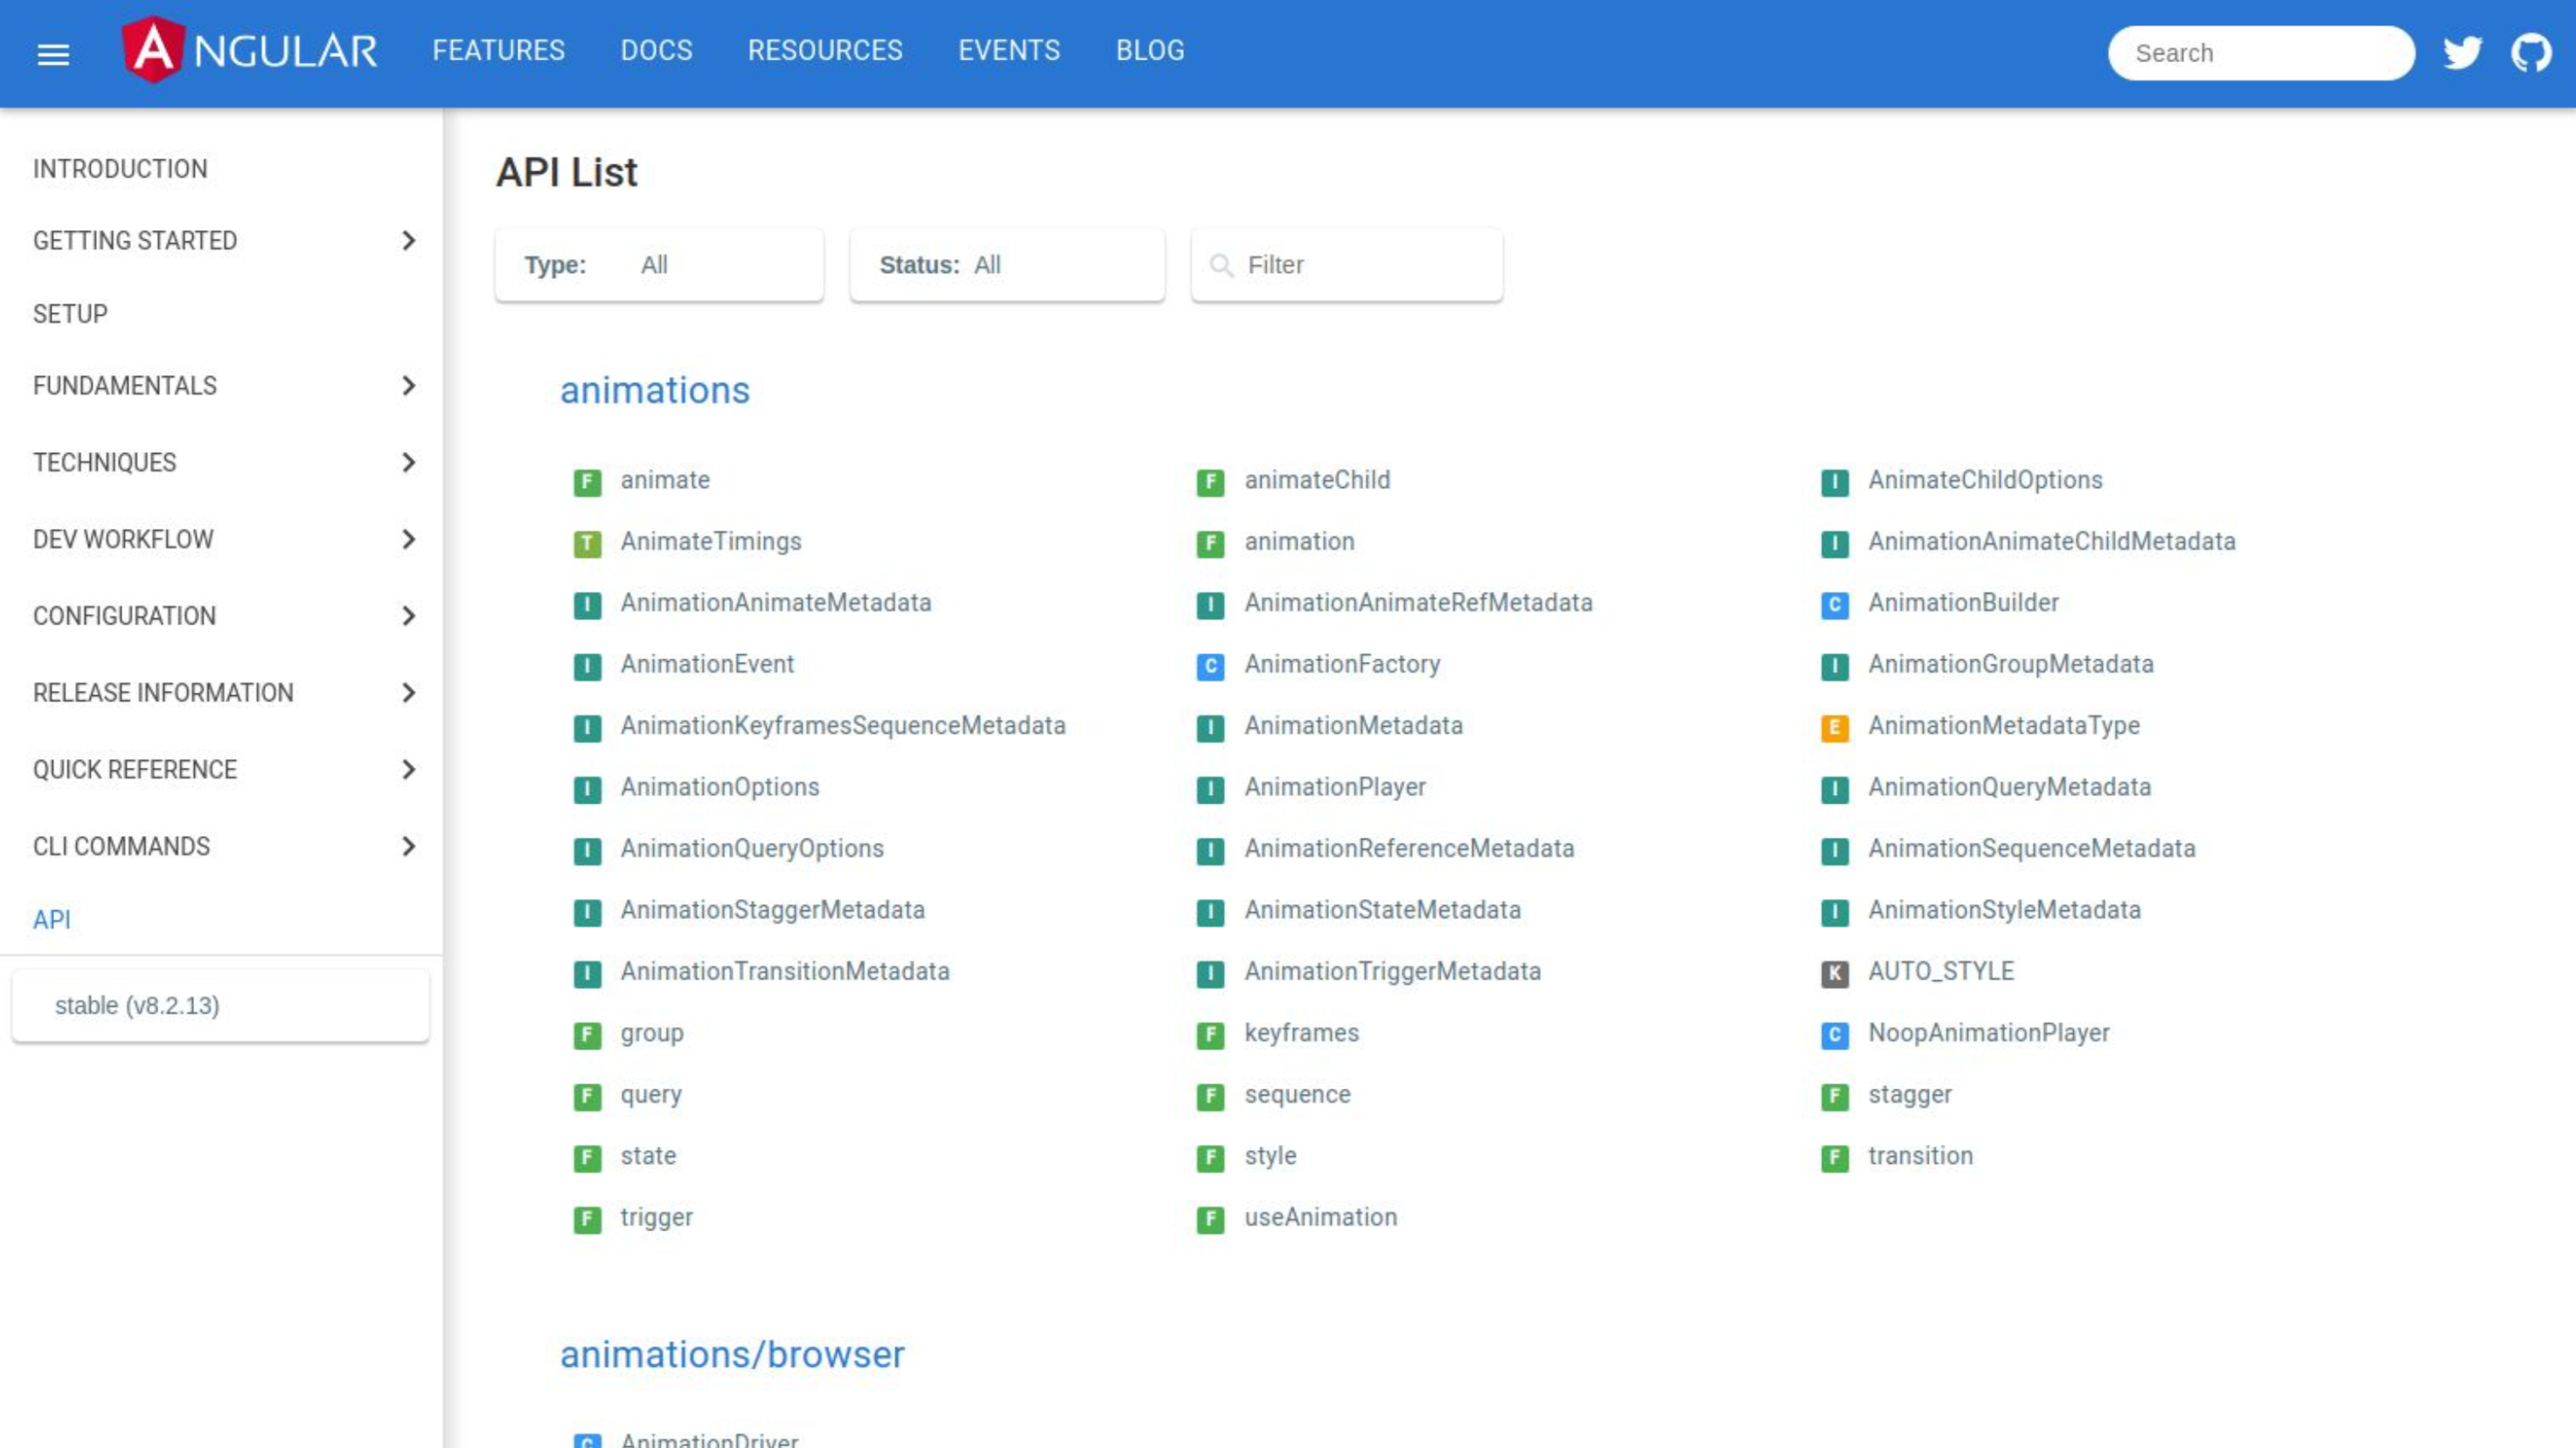 ANGULAR FEATURES DOCS RESOURCES EVENTS BLOG Search
INTRODUCTION
GETTING STARTED
SETUP
FUNDAMENTALS
TECHNIQUES
DEV WORKFLOW
CONFIGURATION
RELEASE INFORMATION
QUICK REFERENCE
CLI COMMANDS
API
stable (v8.2.13)
API List
Type: All Status: All Filter
animations
F animate F animateChild I AnimateChildOptions
T AnimateTimings F animation I AnimationAnimateChildMetadata
I AnimationAnimateMetadata I AnimationAnimateRefMetadata C AnimationBuilder
I AnimationEvent C AnimationFactory I AnimationGroupMetadata
I AnimationKeyframesSequenceMetadata I AnimationMetadata E AnimationMetadataType
I AnimationOptions I AnimationPlayer I AnimationQueryMetadata
I AnimationQueryOptions I AnimationReferenceMetadata I AnimationSequenceMetadata
I AnimationStaggerMetadata I AnimationStateMetadata I AnimationStyleMetadata
I AnimationTransitionMetadata I AnimationTriggerMetadata K AUTO_STYLE
F group F keyframes C NoopAnimationPlayer
F query F sequence F stagger
F state F style F transition
F trigger F useAnimation
animations/browser
C AnimationDriver